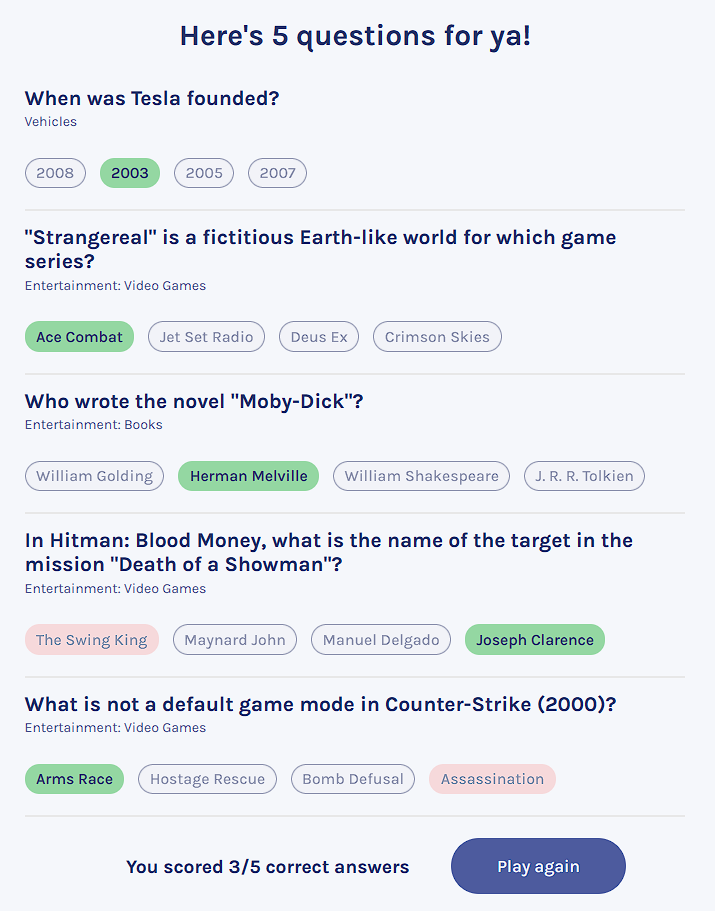 Here's 5 questions for ya!
When was Tesla founded?
Vehicles
2008 2003 2005 2007
"Strangereal" is a fictitious Earth-like world for which game
series?
Entertainment: Video Games
Ace Combat Jet Set Radio Deus Ex Crimson Skies
Who wrote the novel "Moby-Dick"?
Entertainment: Books
William Golding Herman Melville William Shakespeare J. R. R. Tolkien
In Hitman: Blood Money, what is the name of the target in the
mission "Death of a Showman"?
Entertainment: Video Games
The Swing King Maynard John Manuel Delgado Joseph Clarence
What is not a default game mode in Counter-Strike (2000)?
Entertainment: Video Games
Arms Race Hostage Rescue Bomb Defusal Assassination
You scored 3/5 correct answers Play again